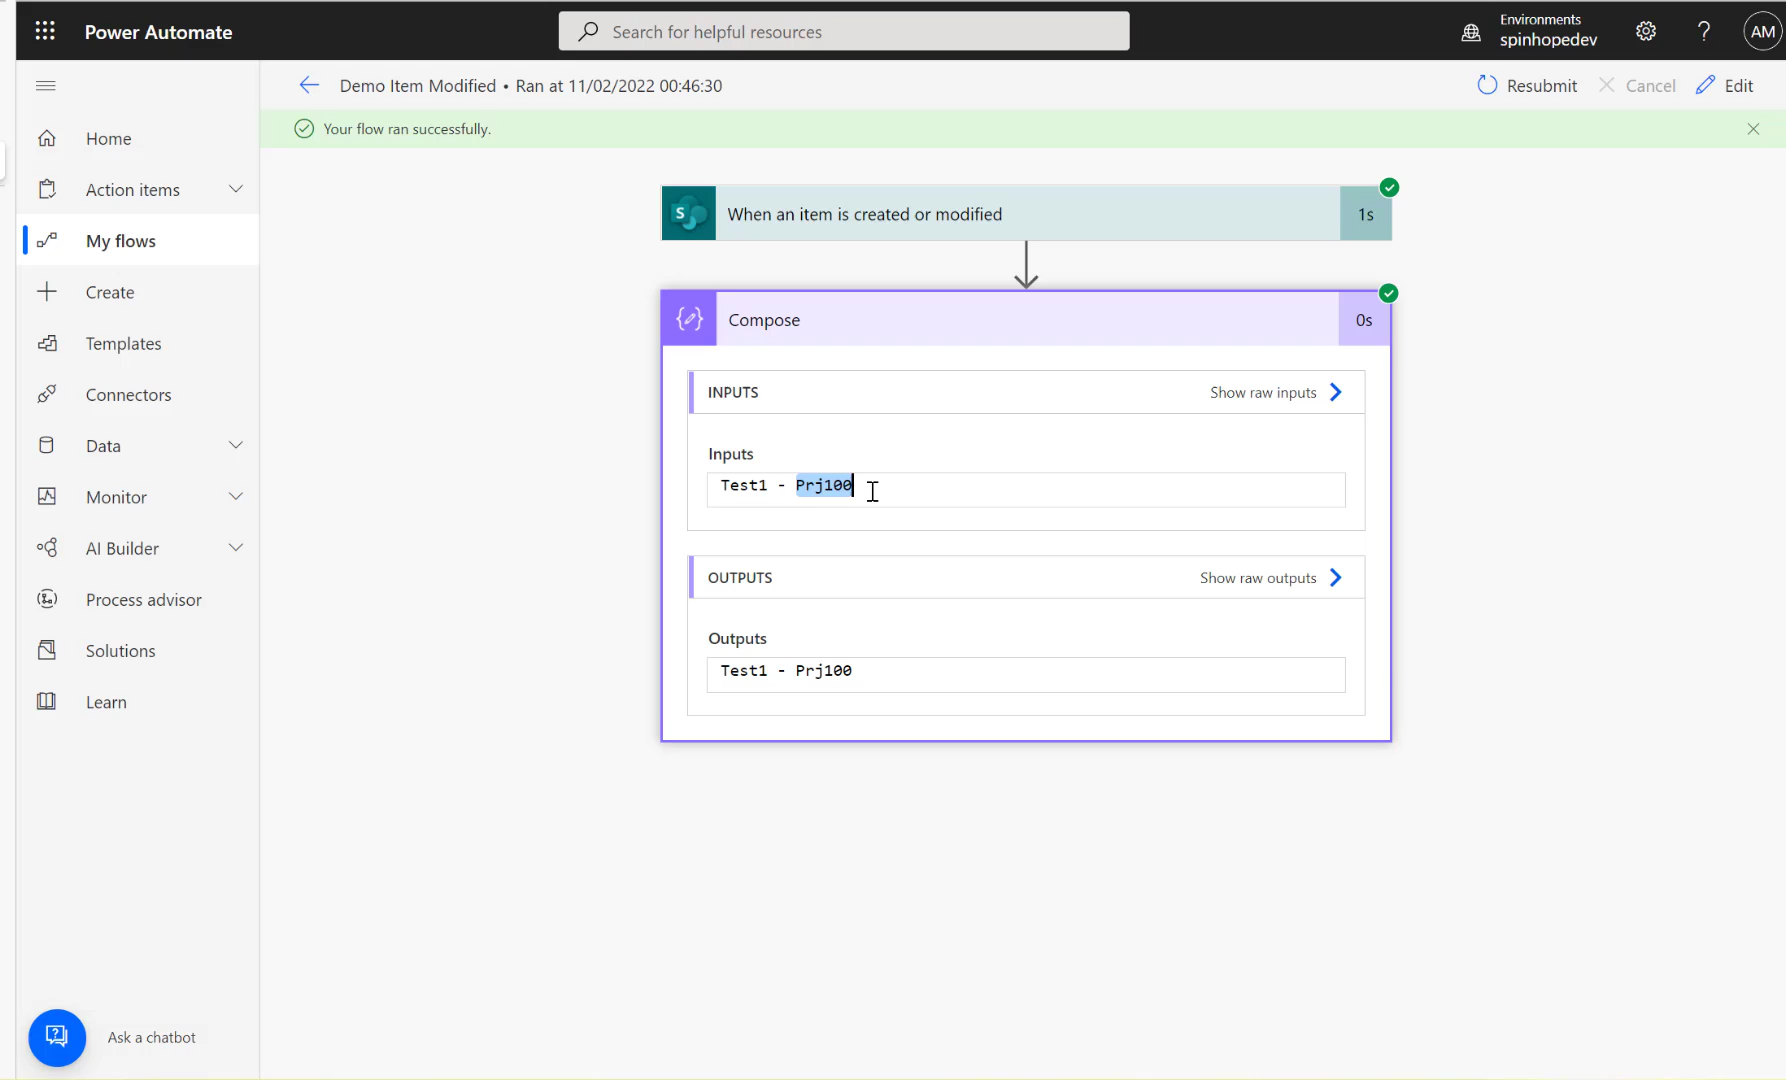 Power Automate
Search for helpful resources
Environments
spinhopedev
?
AM
Demo Item Modified • Ran at 11/02/2022 00:46:30
Resubmit
Cancel
Edit
Your flow ran successfully.
Home
Action items
My flows
Create
Templates
Connectors
Data
Monitor
AI Builder
Process advisor
Solutions
Learn
Ask a chatbot
S
When an item is created or modified
1s
Compose
0s
INPUTS
Show raw inputs
Inputs
Test1 - Prj100
OUTPUTS
Show raw outputs
Outputs
Test1 - Prj100